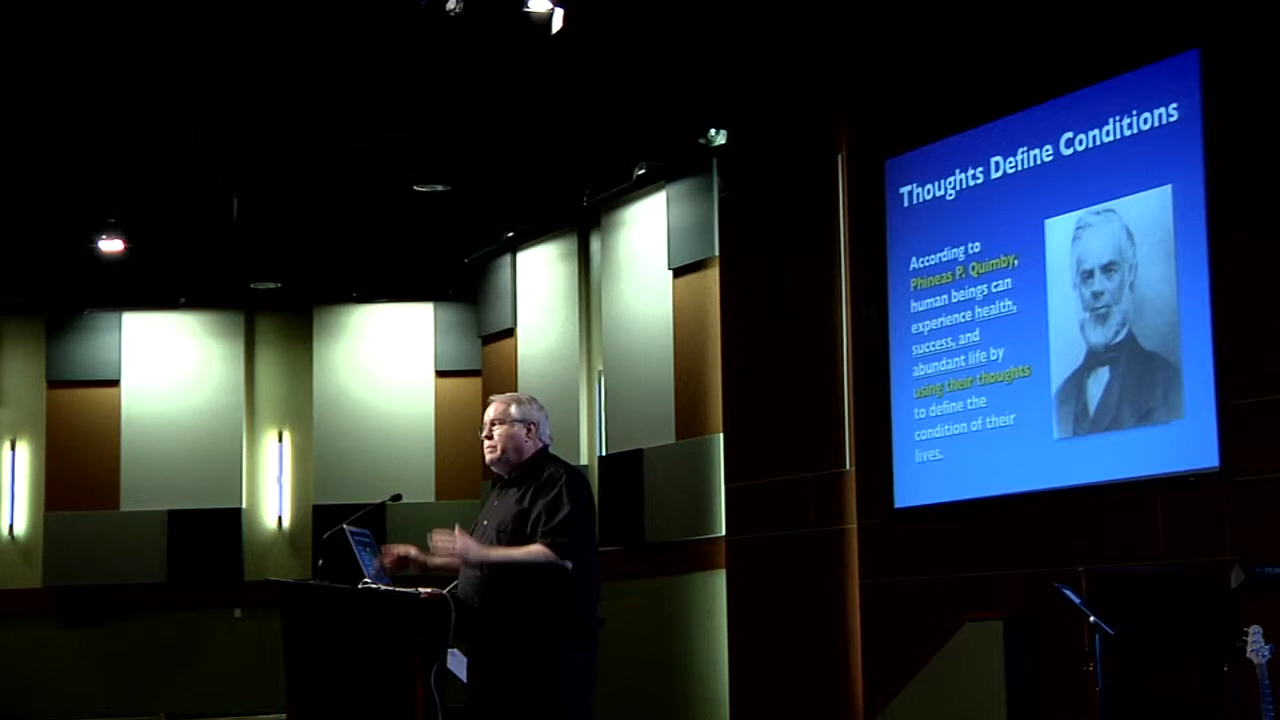 Thoughts Define Conditions
According to
Phineas P. Quimby,
human beings can
experience health,
success, and
abundant life by
using their thoughts
to define the
condition of their
lives.